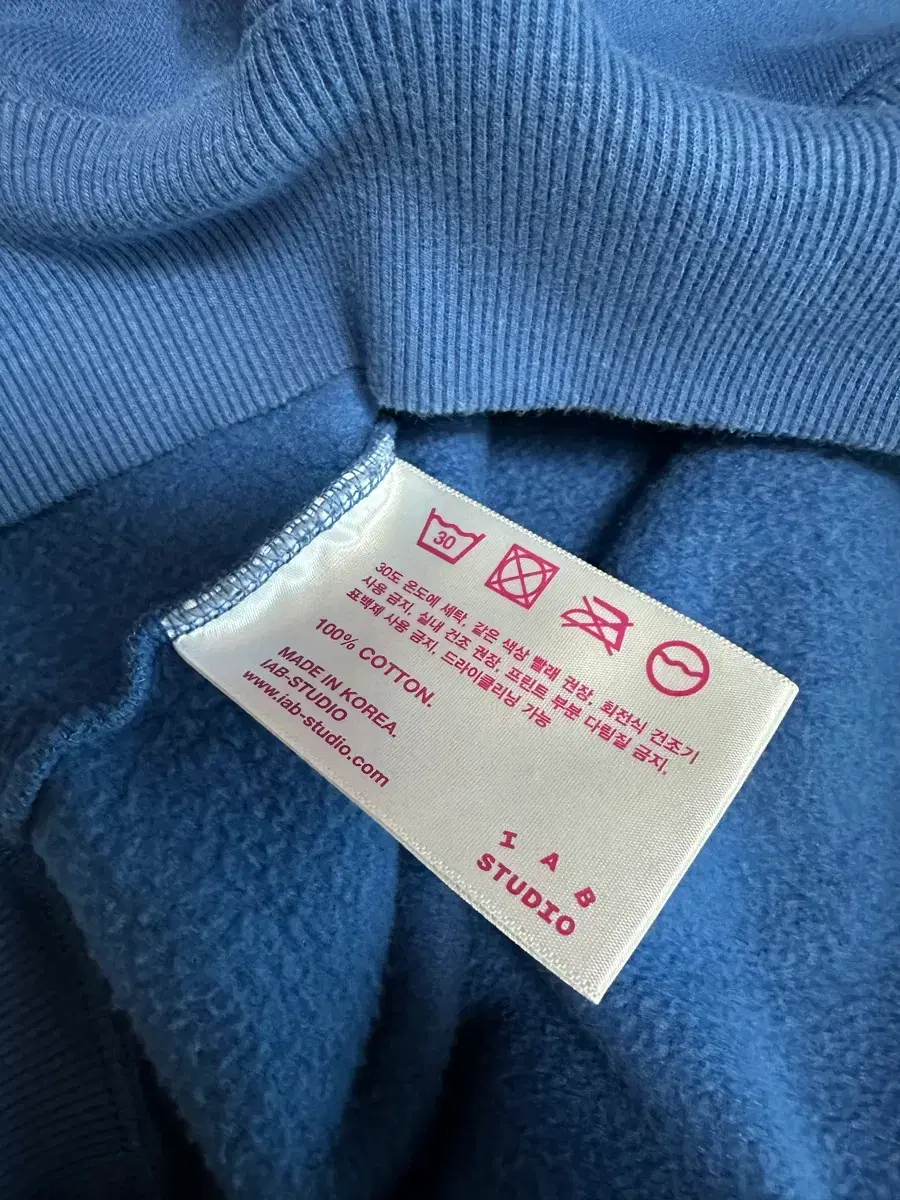 30
30도 온도에 세탁, 같은 색상 빨래 권장, 회전식 건조기
사용 금지, 실내 건조 권장, 프린트 부분 다림질 금지,
표백제 사용 금지, 드라이클리닝 가능
100% COTTON.
MADE IN KOREA.
IAB-STUDIO
www.iab-studio.com
I A B
STUDIO